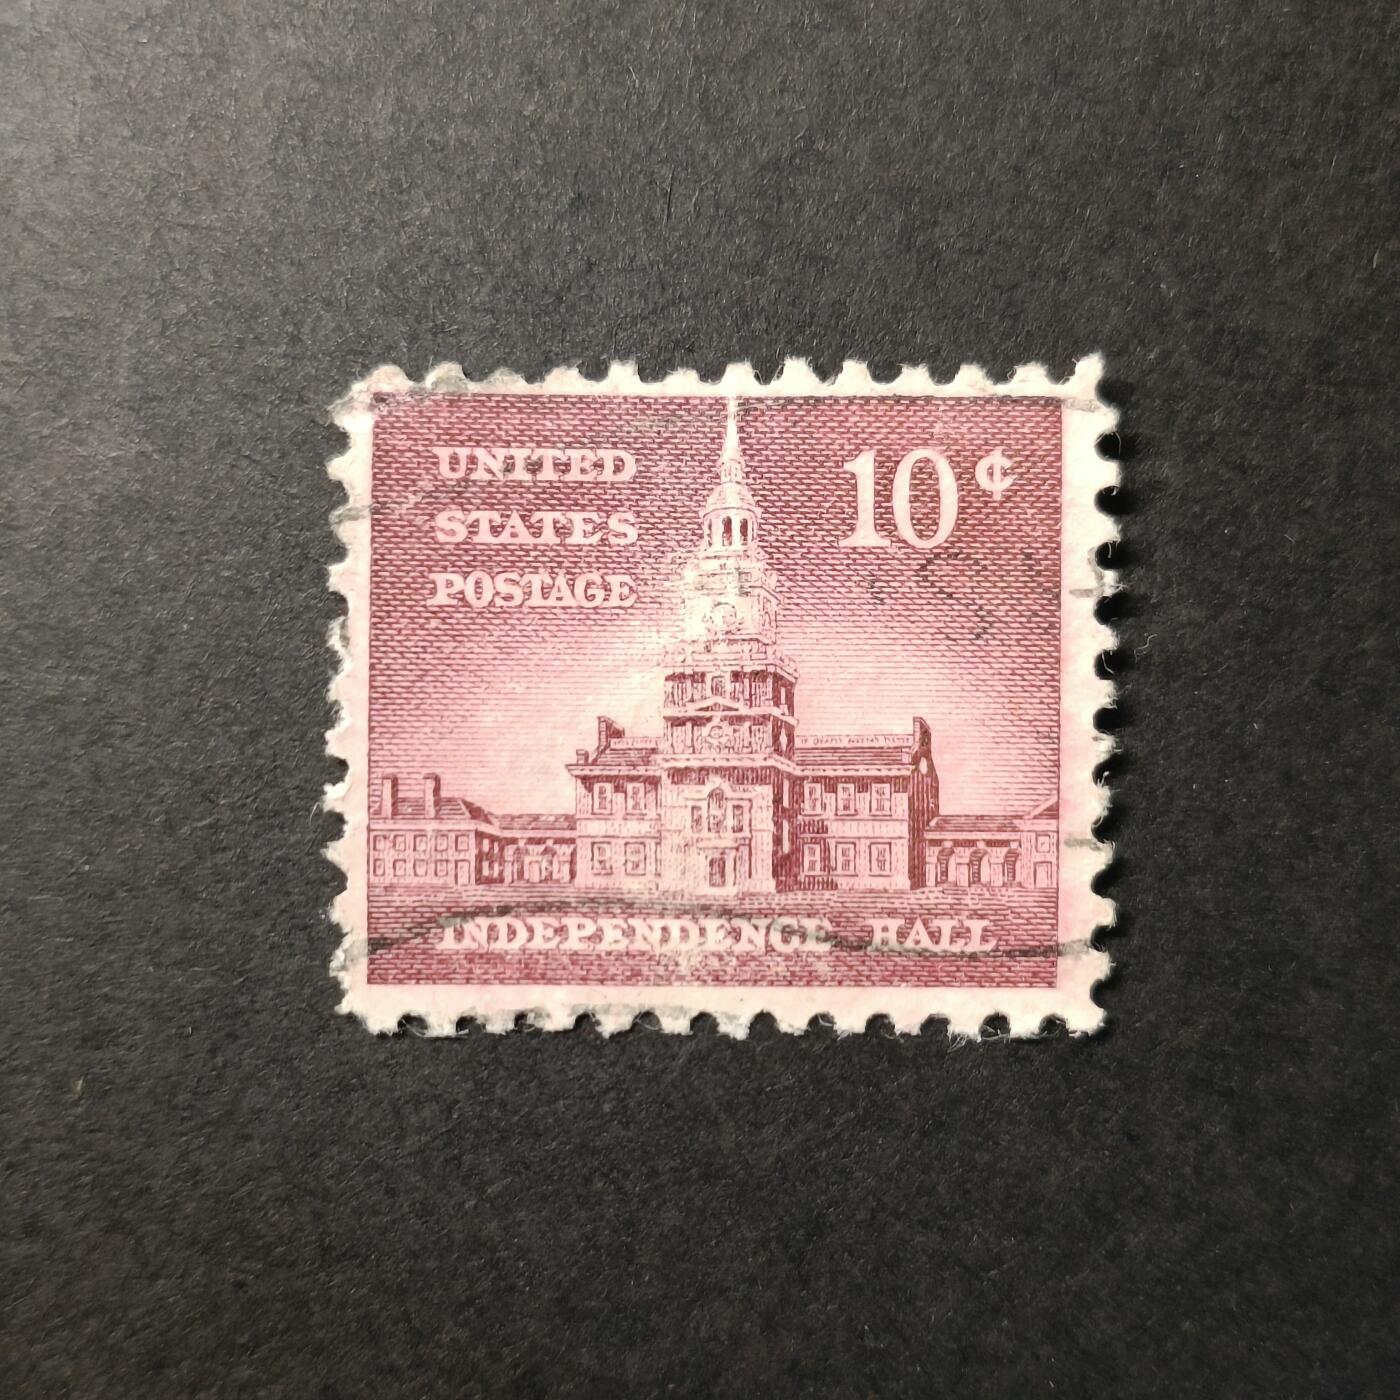 UNITED
STATES
POSTAGE
10¢
INDEPENDENCE HALL